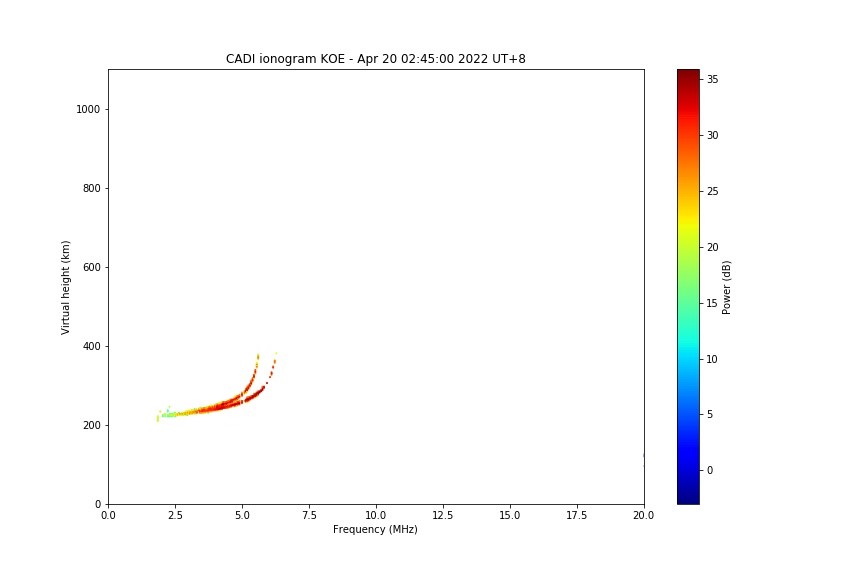 CADI ionogram KOE - Apr 20 02:45:00 2022 UT+8
1000
800
600
400
200
0
Virtual height (km)
0.0 2.5 5.0 7.5 10.0 12.5 15.0 17.5 20.0
Frequency (MHz)
35
30
25
20
15
10
5
0
Power (dB)